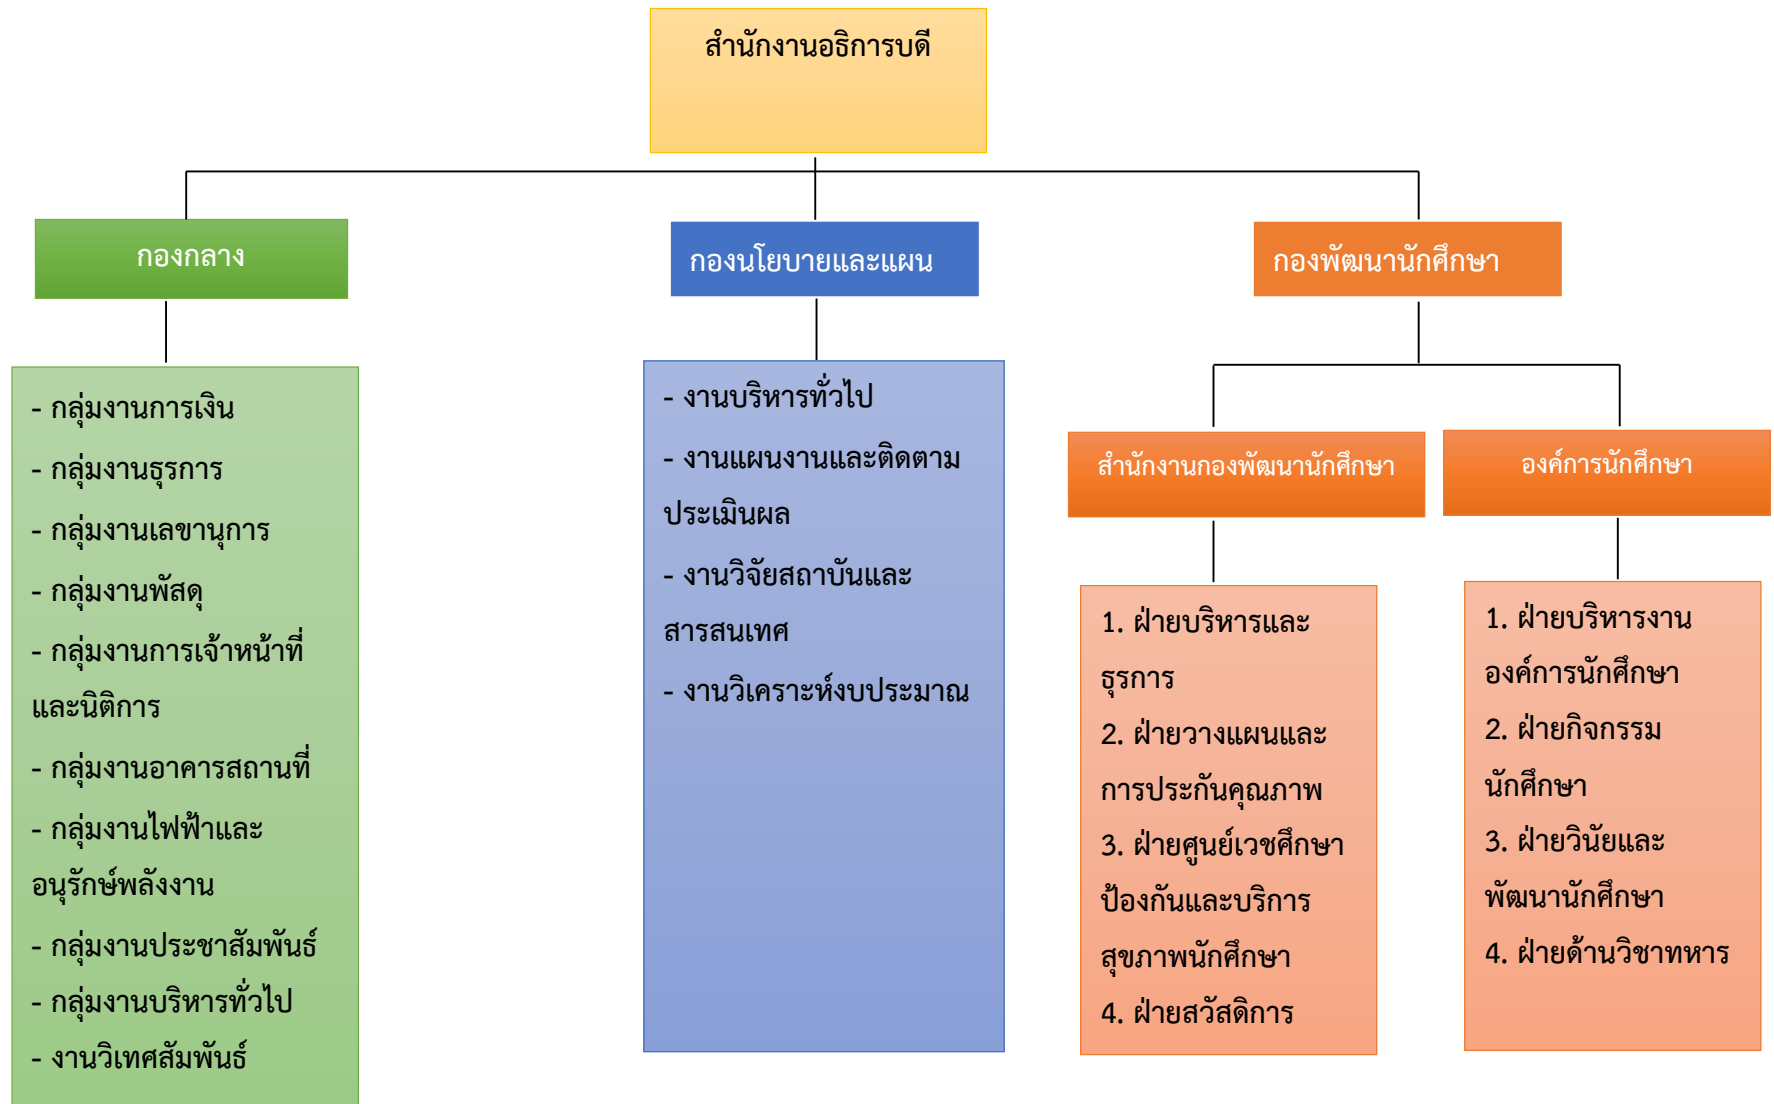 สำนักงานอธิการบดี
กองกลาง
กองนโยบายและแผน
กองพัฒนานักศึกษา
- กลุ่มงานการเงิน
- กลุ่มงานธุรการ
- กลุ่มงานเลขานุการ
- กลุ่มงานพัสดุ
- กลุ่มงานการเจ้าหน้าที่
และนิติการ
- กลุ่มงานอาคารสถานที่
- กลุ่มงานไฟฟ้าและ
อนุรักษ์พลังงาน
- กลุ่มงานประชาสัมพันธ์
- กลุ่มงานบริหารทั่วไป
- งานวิเทศสัมพันธ์
- งานบริหารทั่วไป
- งานแผนงานและติดตาม
ประเมินผล
- งานวิจัยสถาบันและ
สารสนเทศ
- งานวิเคราะห์งบประมาณ
สำนักงานกองพัฒนานักศึกษา
องค์การนักศึกษา
1. ฝ่ายบริหารและ
ธุรการ
2. ฝ่ายวางแผนและ
การประกันคุณภาพ
3. ฝ่ายศูนย์เวชศึกษา
ป้องกันและบริการ
สุขภาพนักศึกษา
4. ฝ่ายสวัสดิการ
1. ฝ่ายบริหารงาน
องค์การนักศึกษา
2. ฝ่ายกิจกรรม
นักศึกษา
3. ฝ่ายวินัยและ
พัฒนานักศึกษา
4. ฝ่ายด้านวิชาทหาร